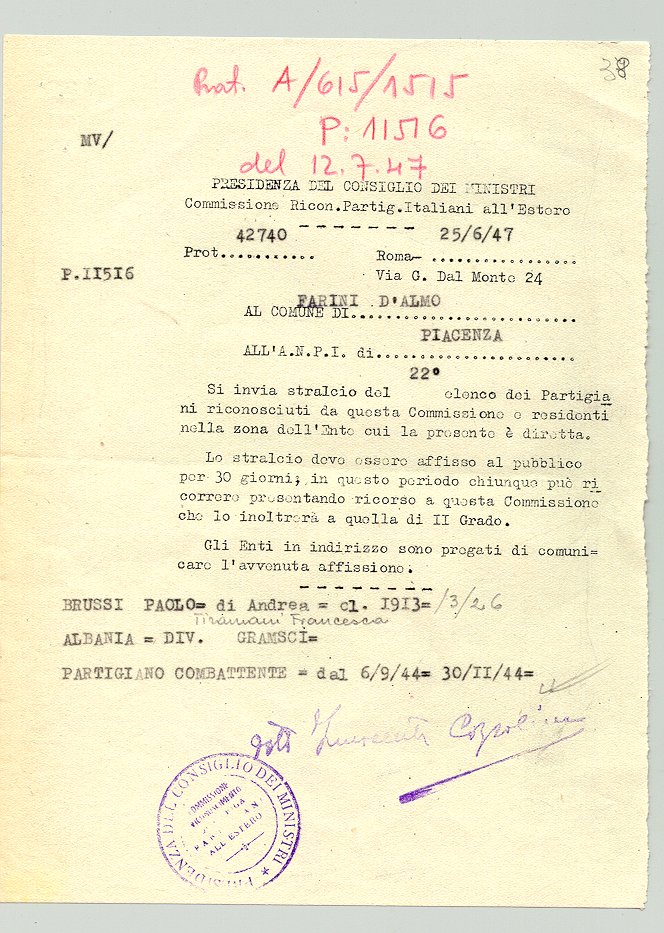 38
Prot. A/615/1515
P: 11516
del 12.7.47
MV/
PRESIDENZA DEL CONSIGLIO DEI MINISTRI
Commissione Ricon.Partig.Italiani all'Estero
42740 25/6/47
Prot............ Roma- ..................
P.II5I6
Via G. Dal Monte 24
FARINI D'ALMO
AL COMUNE DI............................
PIACENZA
ALL'A.N.P.I. di.........................
22°
Si invia stralcio del elenco dei Partigia
ni riconosciuti da questa Commissione e residenti
nella zona dell'Ente cui la presente è diretta.
Lo stralcio deve essere affisso al pubblico
per 30 giorni; in questo periodo chiunque può ri
correre presentando ricorso a questa Commissione
che lo inoltrerà a quella di II Grado.
Gli Enti in indirizzo sono pregati di comuni=
care l'avvenuta affissione.
BRUSSI PAOLO= di Andrea = cl. I9I3= /3/26
Tiramani Francesca
ALBANIA = DIV. GRAMSCI=
PARTIGIANO COMBATTENTE = dal 6/9/44= 30/II/44=
dott
PRESIDENZA DEL CONSIGLIO DEI MINISTRI
COMMISSIONE
RICONOSCIMENTO
ALL'ESTERO